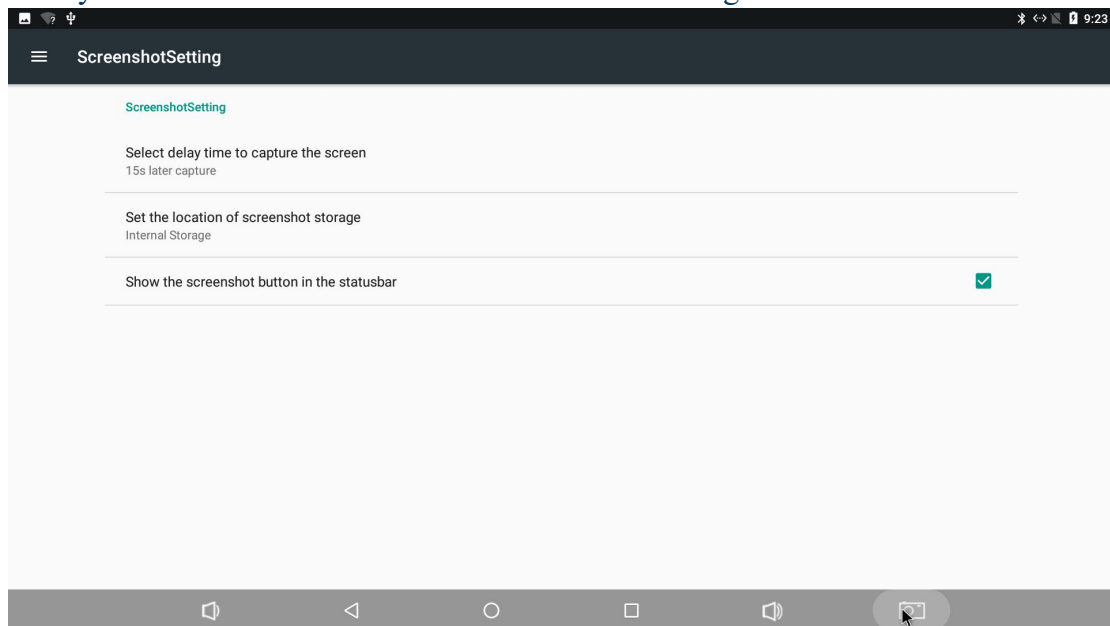 9:23
ScreenshotSetting
ScreenshotSetting
Select delay time to capture the screen
15s later capture
Set the location of screenshot storage
Internal Storage
Show the screenshot button in the statusbar